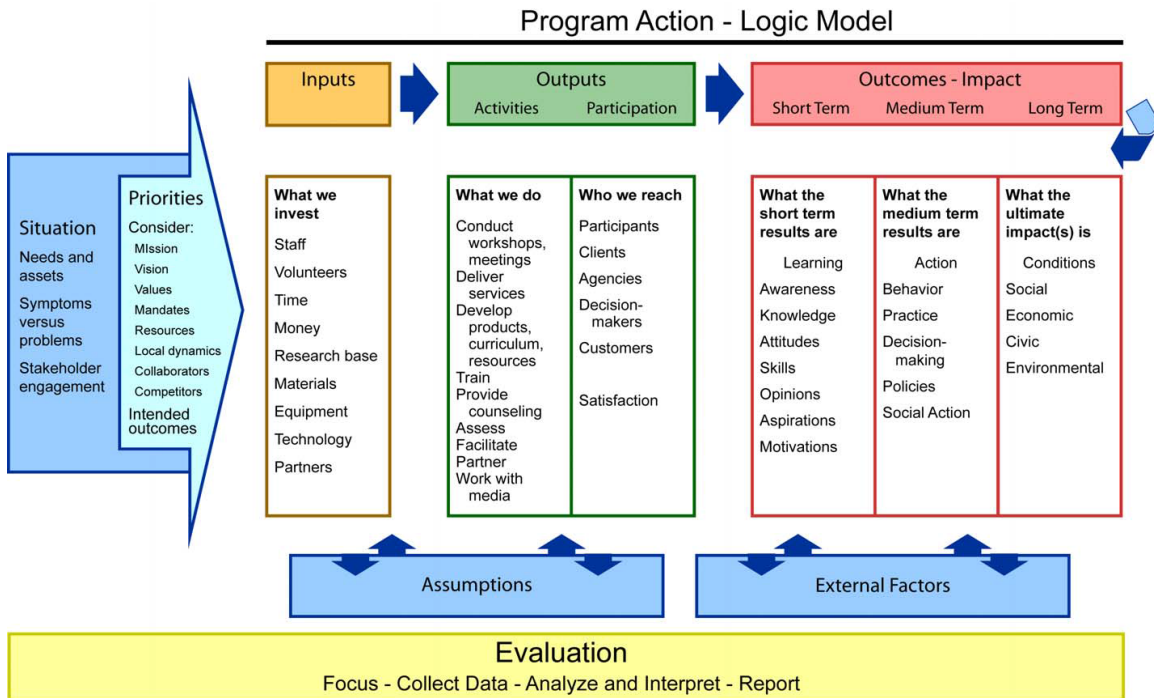 Program Action - Logic Model
Inputs
Outputs
Activities
Participation
Outcomes - Impact
Short Term
Medium Term
Long Term
Situation
Needs and
assets
Symptoms
versus
problems
Stakeholder
engagement
Priorities
Consider:
MIssion
Vision
Values
Mandates
Resources
Local dynamics
Collaborators
Competitors
Intended
outcomes
What we
invest
Staff
Volunteers
Time
Money
Research base
Materials
Equipment
Technology
Partners
What we do
Conduct
workshops,
meetings
Deliver
services
Develop
products,
curriculum,
resources
Train
Provide
counseling
Assess
Facilitate
Partner
Work with
media
Who we reach
Participants
Clients
Agencies
Decision-
makers
Customers
Satisfaction
What the
short term
results are
Learning
Awareness
Knowledge
Attitudes
Skills
Opinions
Aspirations
Motivations
What the
medium term
results are
Action
Behavior
Practice
Decision-
making
Policies
Social Action
What the
ultimate
impact(s) is
Conditions
Social
Economic
Civic
Environmental
Assumptions
External Factors
Evaluation
Focus - Collect Data - Analyze and Interpret - Report